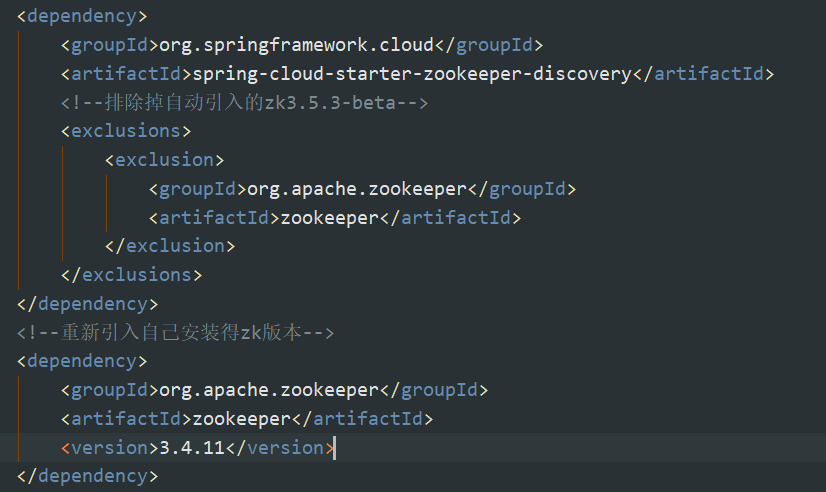 <dependency>
<groupId>org.springframework.cloud</groupId>
<artifactId>spring-cloud-starter-zookeeper-discovery</artifactId>
<!--排除掉自动引入的zk3.5.3-beta-->
<exclusions>
<exclusion>
<groupId>org.apache.zookeeper</groupId>
<artifactId>zookeeper</artifactId>
</exclusion>
</exclusions>
</dependency>
<!--重新引入自己安装得zk版本-->
<dependency>
<groupId>org.apache.zookeeper</groupId>
<artifactId>zookeeper</artifactId>
<version>3.4.11</version>
</dependency>